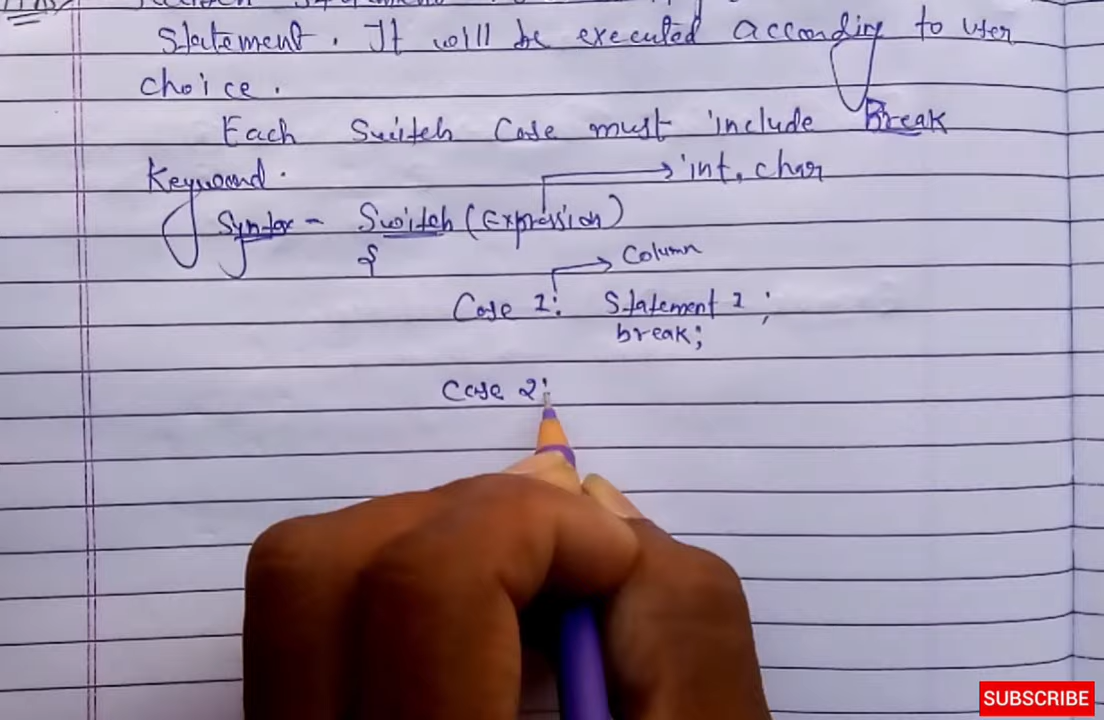 Statement. It will be executed according to User
choice.
Each Switch Case must include Break
Keyword.
int, char
Syntax - Switch (Expression)
{
Column
Case 1: Statement 1 ;
break;
Case 2:
SUBSCRIBE